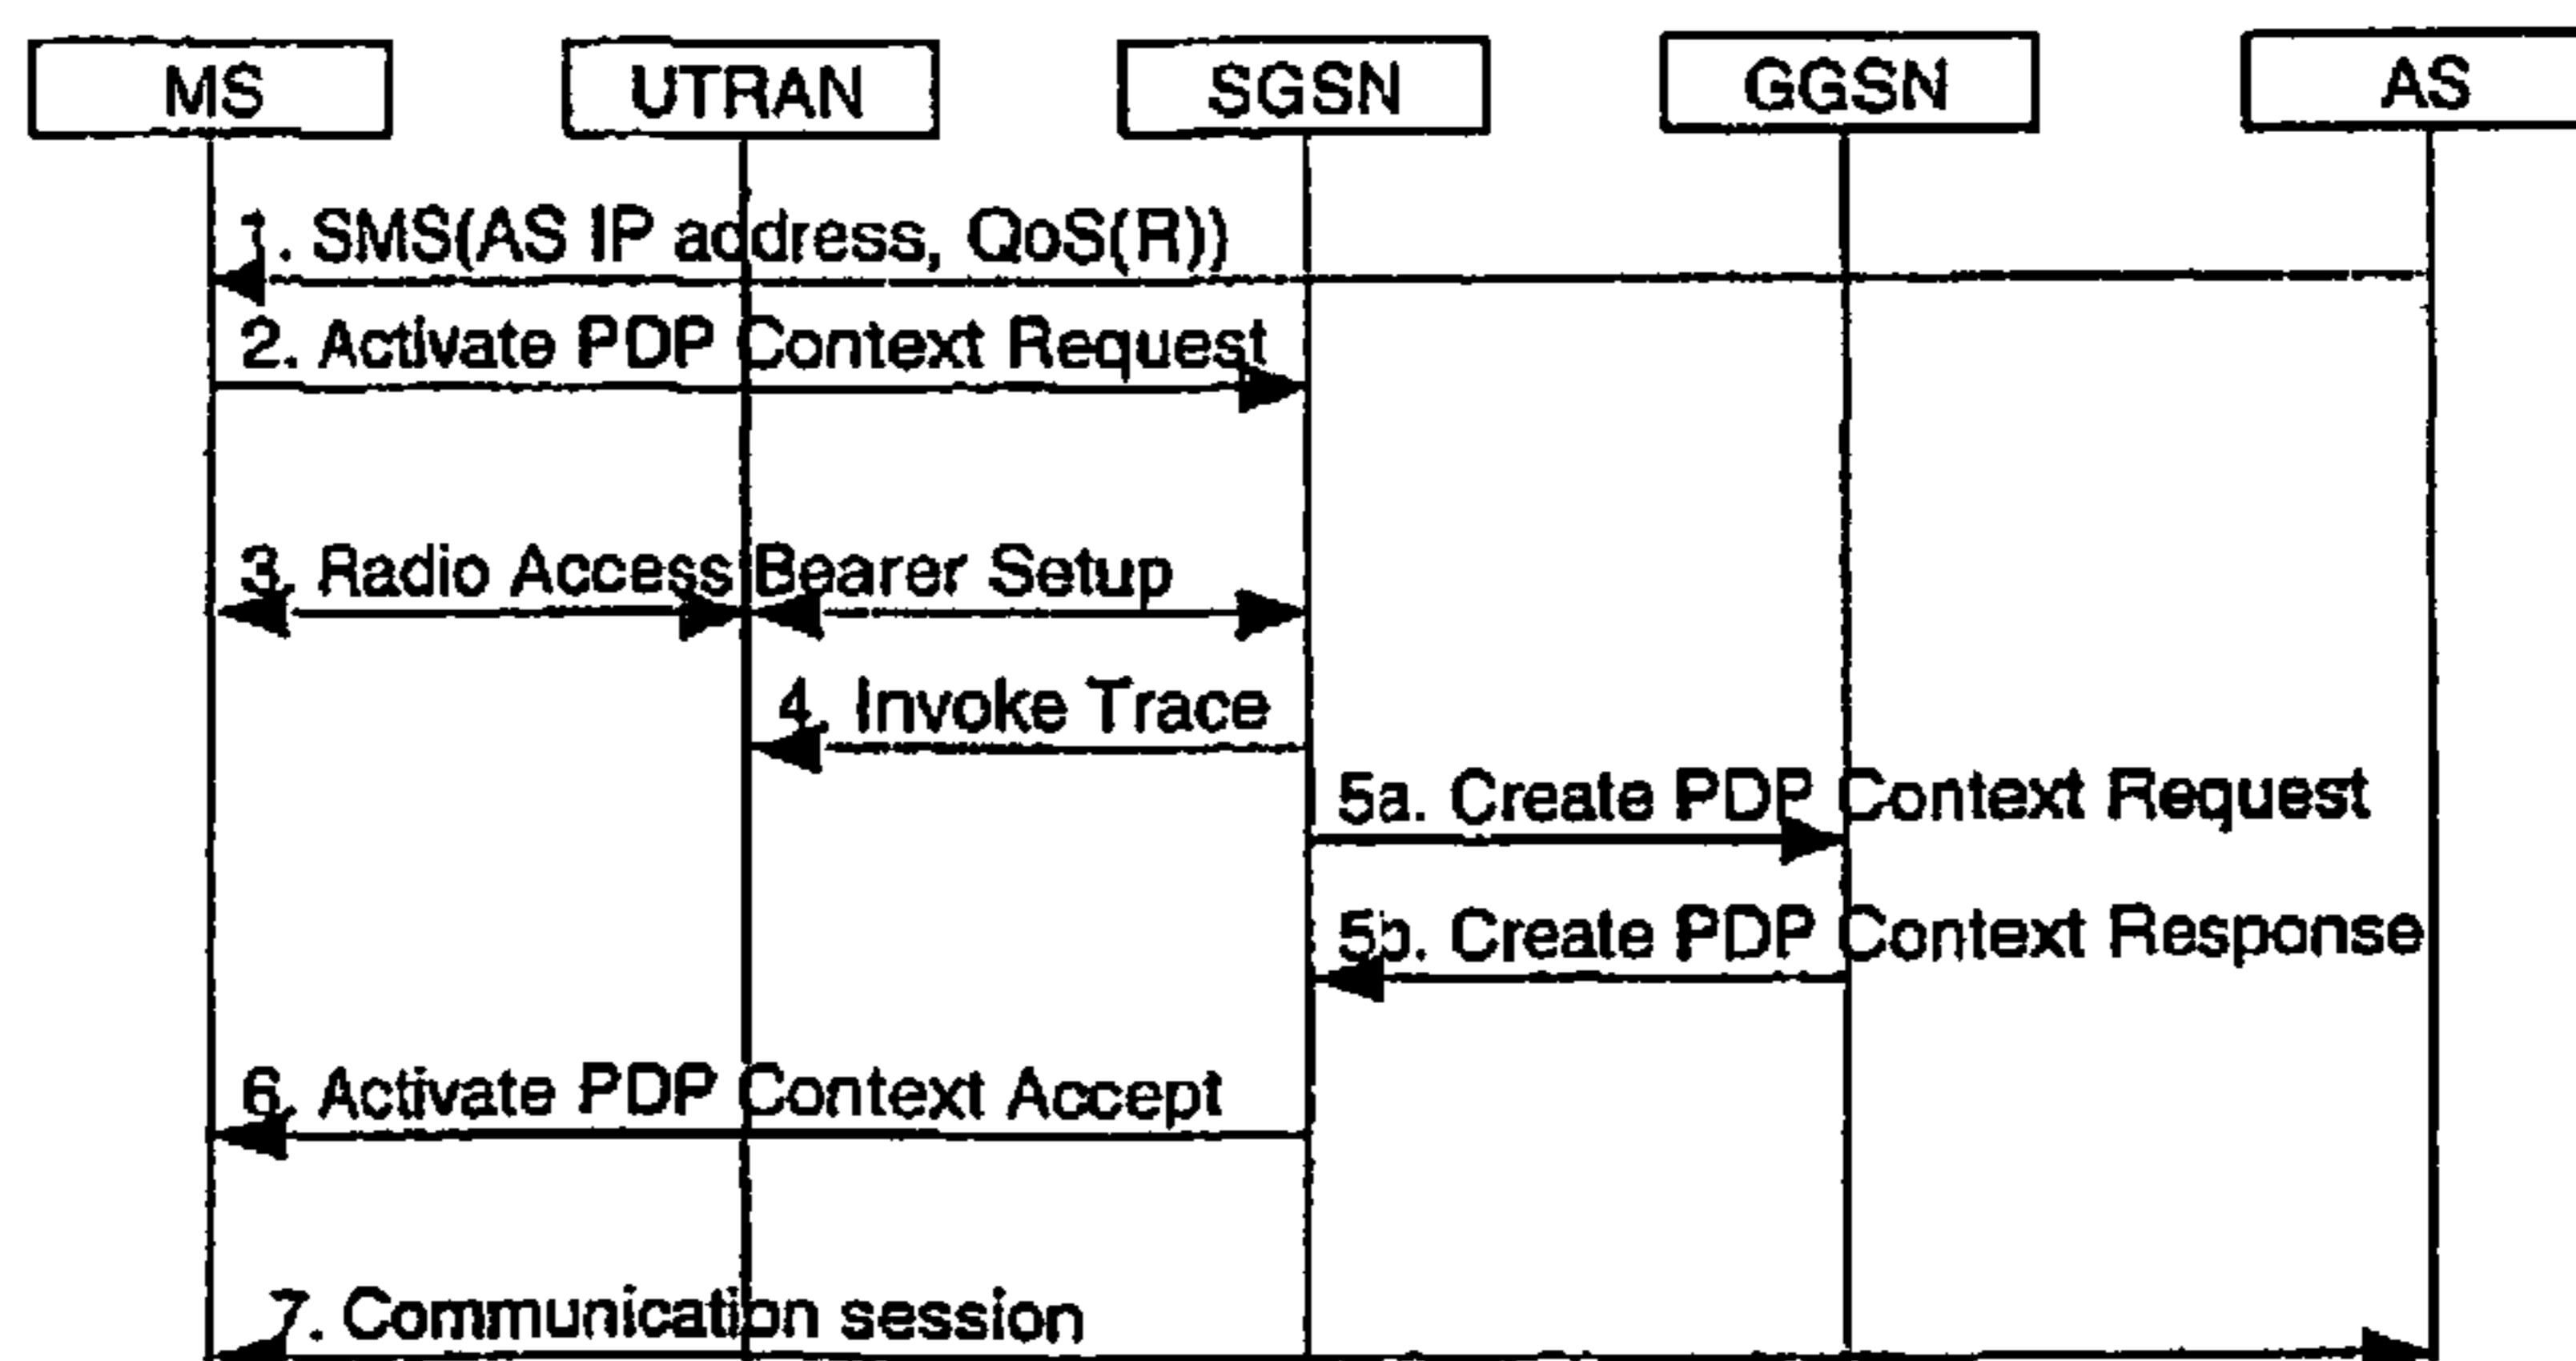 MS UTRAN SGSN GGSN AS
1. SMS(AS IP address, QoS(R))
2. Activate PDP Context Request
3. Radio Access Bearer Setup
4. Invoke Trace
5a. Create PDP Context Request
5b. Create PDP Context Response
6. Activate PDP Context Accept
7. Communication session